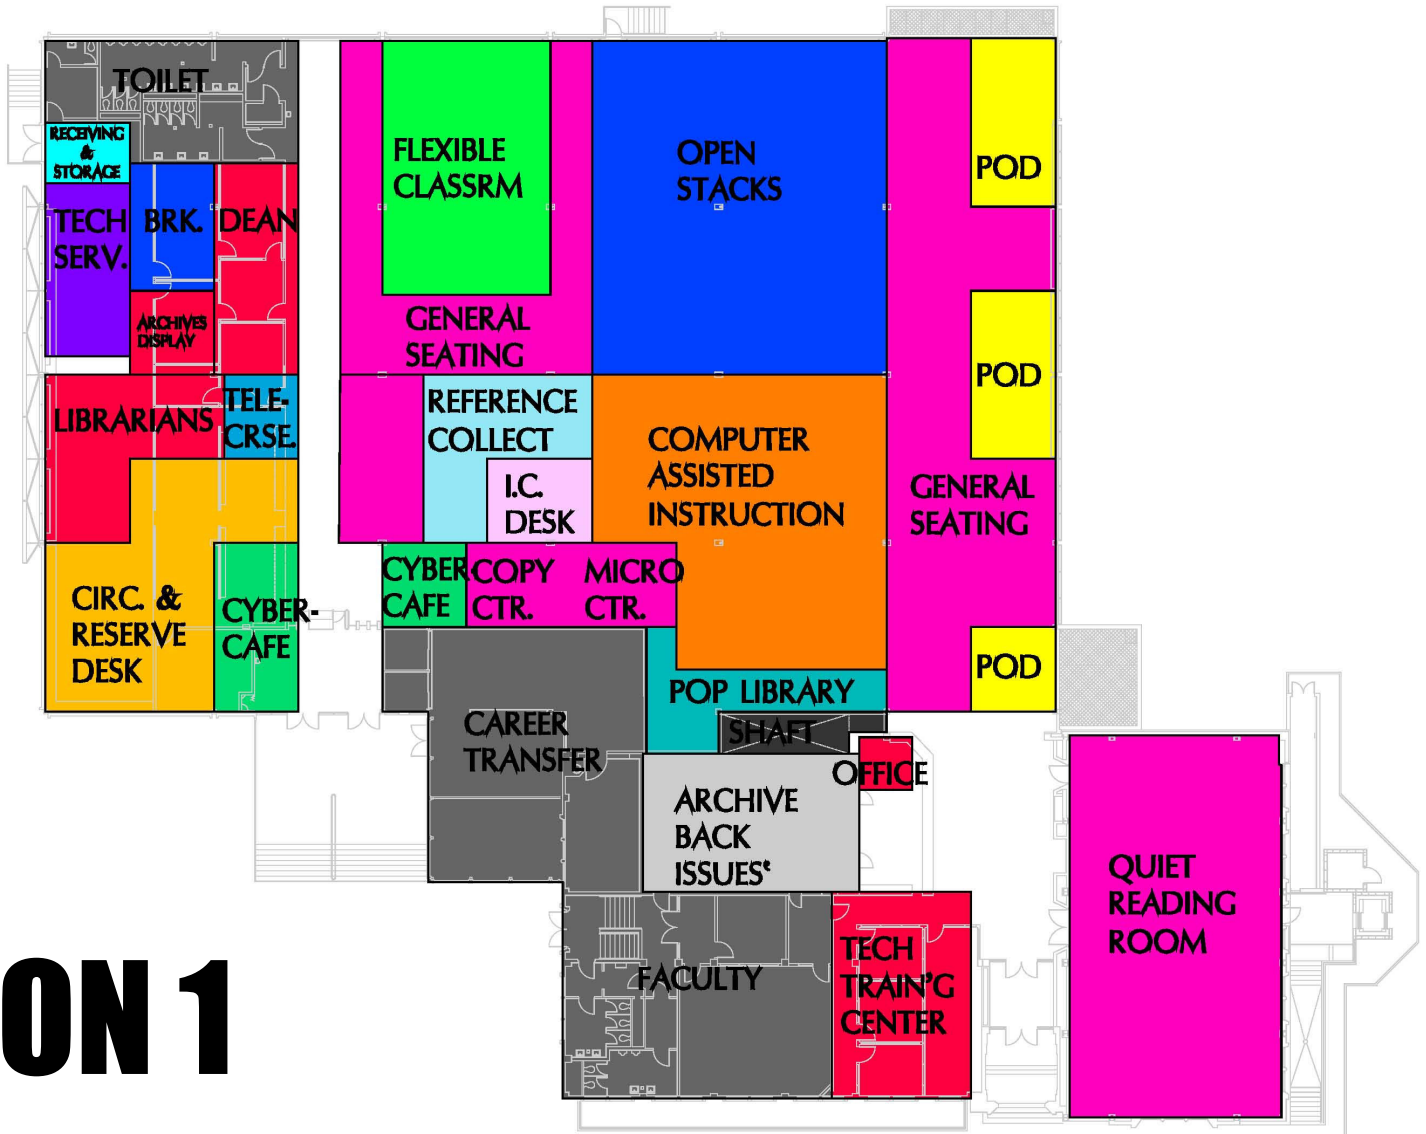 TOILET
RECEIVING
&
STORAGE
TECH
SERV.
BRK.
DEAN
ARCHIVES
DISPLAY
LIBRARIANS
TELE-
CRSE.
CIRC. &
RESERVE
DESK
CYBER-
CAFE
FLEXIBLE
CLASSRM
GENERAL
SEATING
OPEN
STACKS
POD
POD
POD
REFERENCE
COLLECT
I.C.
DESK
COMPUTER
ASSISTED
INSTRUCTION
GENERAL
SEATING
CYBER
CAFE
COPY
CTR.
MICRO
CTR.
POP LIBRARY
SHAFT
CAREER
TRANSFER
OFFICE
ARCHIVE
BACK
ISSUES'
FACULTY
TECH
TRAIN'G
CENTER
QUIET
READING
ROOM
ON 1